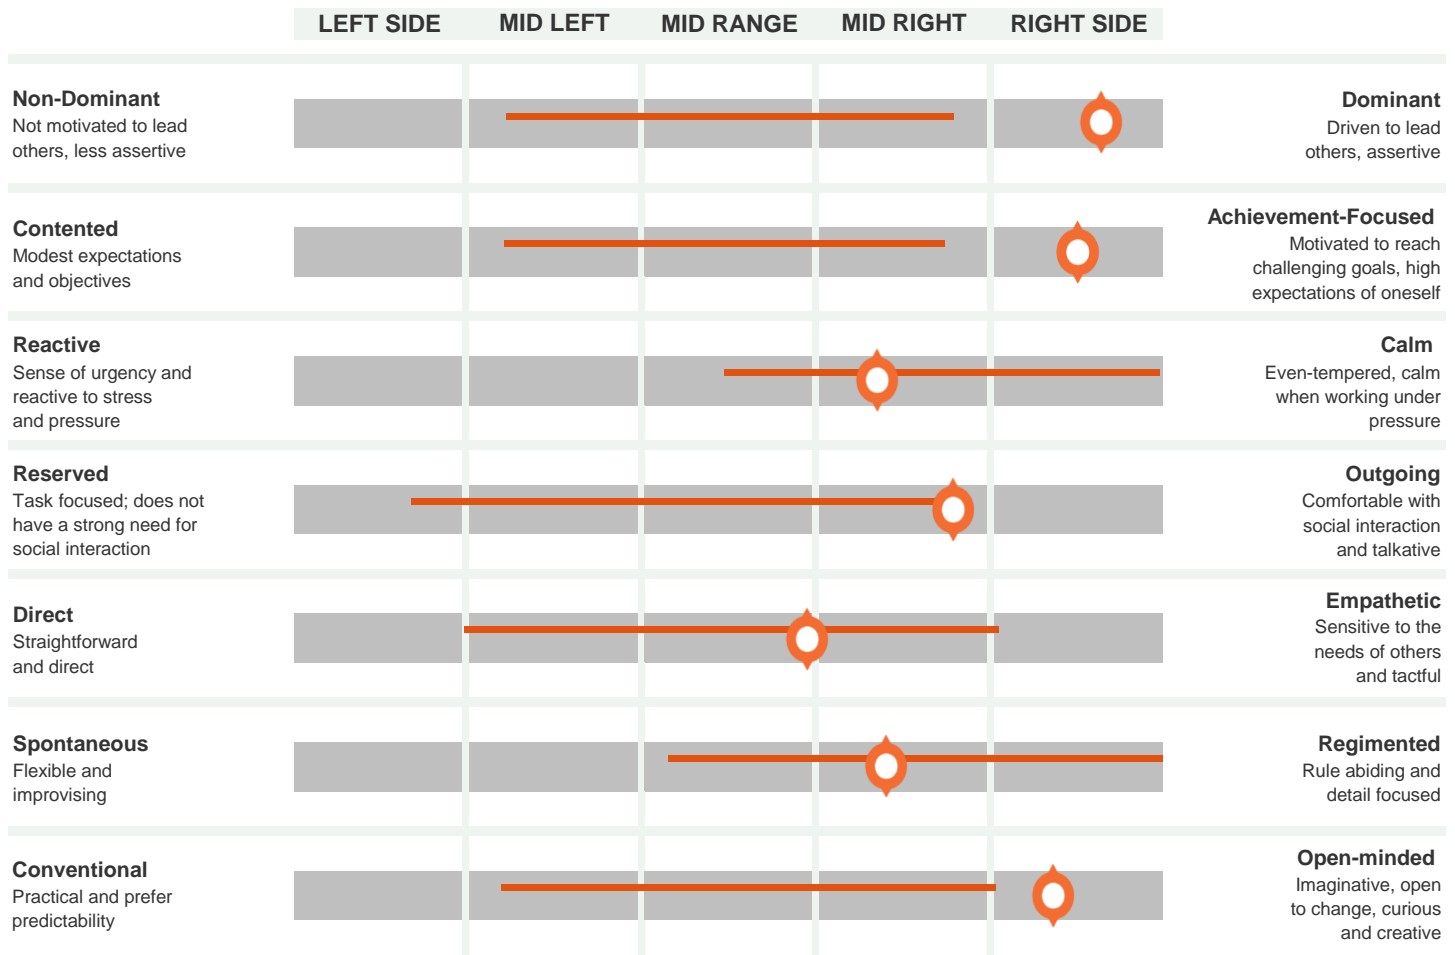 LEFT SIDE MID LEFT MID RANGE MID RIGHT RIGHT SIDE
Non-Dominant
Not motivated to lead
others, less assertive
Dominant
Driven to lead
others, assertive
Contented
Modest expectations
and objectives
Achievement-Focused
Motivated to reach
challenging goals, high
expectations of oneself
Reactive
Sense of urgency and
reactive to stress
and pressure
Calm
Even-tempered, calm
when working under
pressure
Reserved
Task focused; does not
have a strong need for
social interaction
Outgoing
Comfortable with
social interaction
and talkative
Direct
Straightforward
and direct
Empathetic
Sensitive to the
needs of others
and tactful
Spontaneous
Flexible and
improvising
Regimented
Rule abiding and
detail focused
Conventional
Practical and prefer
predictability
Open-minded
Imaginative, open
to change, curious
and creative